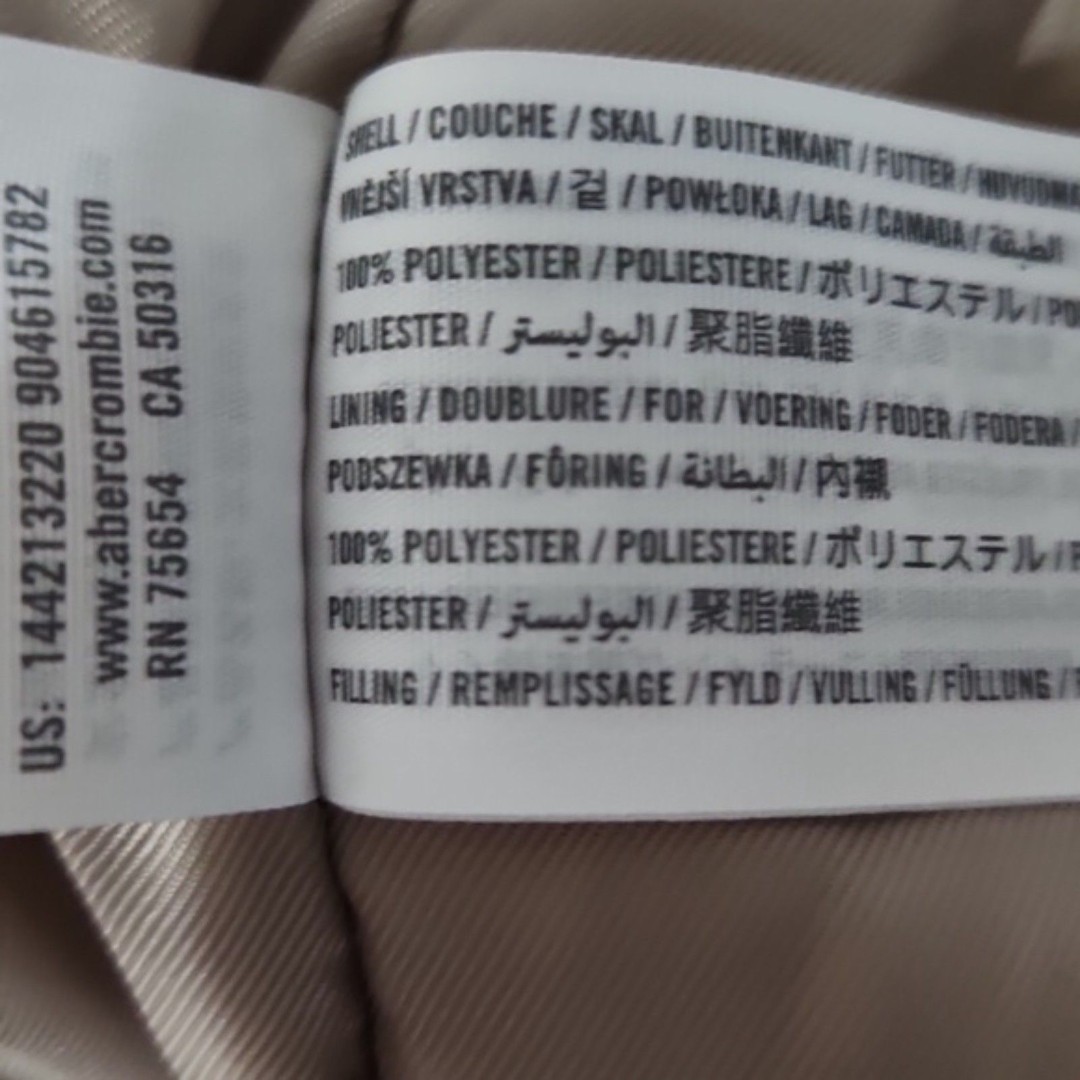 US: 1442133220 904615782
www.abercrombie.com
RN 75654 CA 50316
SHELL / COUCHE / SKAL / BUITENKANT / FUTTER /
VNĚJŠÍ VRSTVA / 겉 / POWŁOKA / LAG / CAMADA / الطبقة
100% POLYESTER / POLIESTERE / ポリエステル /
POLIESTER / البوليستر / 聚脂纖維
LINING / DOUBLURE / FOR / VOERING / FODER / FODERA /
PODSZEWKA / FÔRING / البطانة / 內襯
100% POLYESTER / POLIESTERE / ポリエステル /
POLIESTER / البوليستر / 聚脂纖維
FILLING / REMPLISSAGE / FYLD / VULLING / FÜLLUNG /